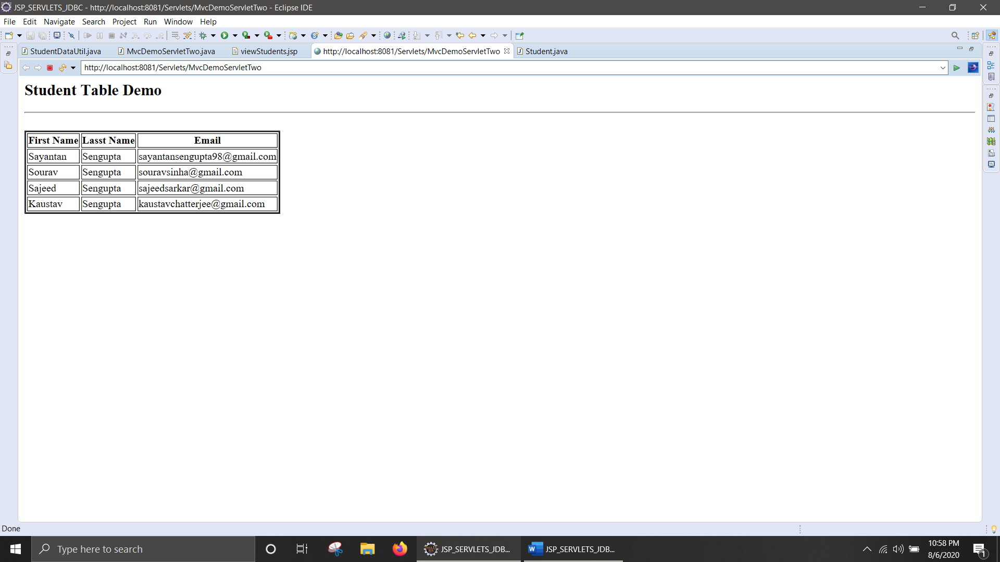 JSP_SERVLETS_JDBC - http://localhost:8081/Servlets/MvcDemoServletTwo - Eclipse IDE
File Edit Navigate Search Project Run Window Help
StudentDataUtil.java MvcDemoServletTwo.java viewStudents.jsp http://localhost:8081/Servlets/MvcDemoServletTwo Student.java
http://localhost:8081/Servlets/MvcDemoServletTwo
Student Table Demo
First Name Lasst Name Email
Sayantan Sengupta sayantansengupta98@gmail.com
Sourav Sengupta souravsinha@gmail.com
Sajeed Sengupta sajeedsarkar@gmail.com
Kaustav Sengupta kaustavchatterjee@gmail.com
Done
Type here to search JSP_SERVLETS_JDB... JSP_SERVLETS_JDB... 10:58 PM
8/6/2020 1